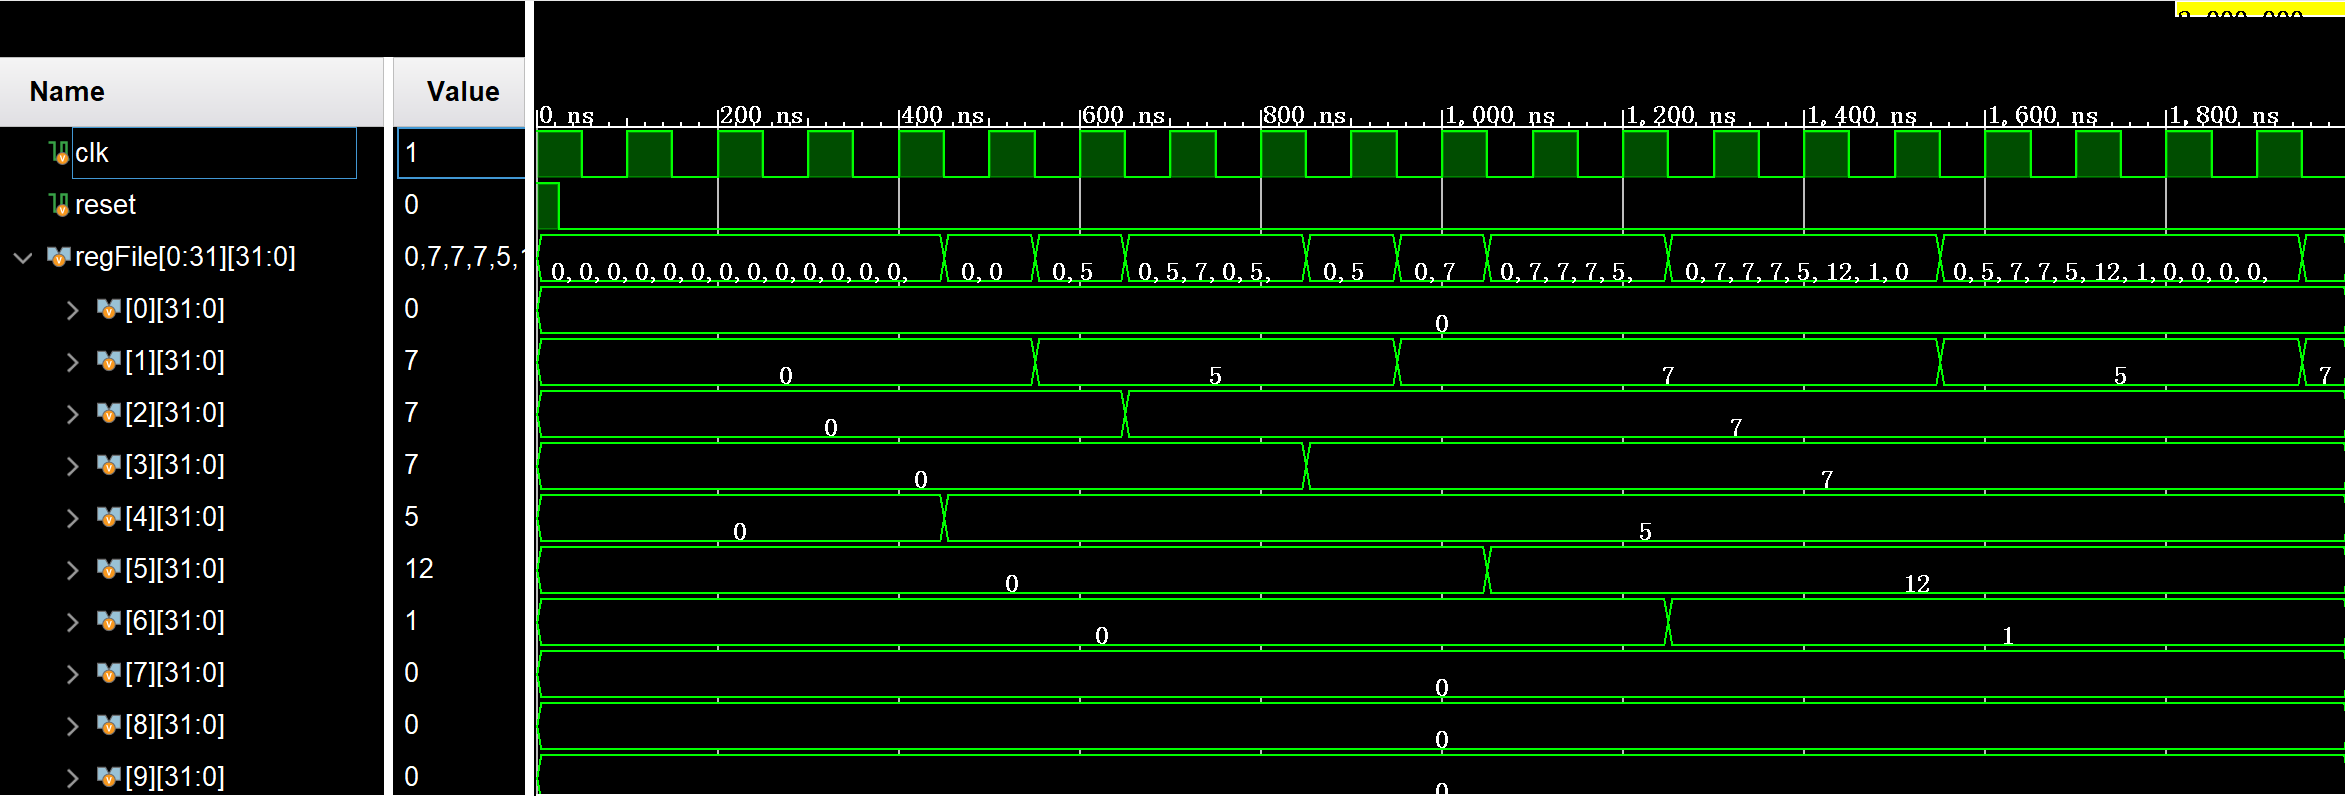 2,000.000
Name Value
0 ns 200 ns 400 ns 600 ns 800 ns 1,000 ns 1,200 ns 1,400 ns 1,600 ns 1,800 ns
clk 1
reset 0
regFile[0:31][31:0] 0,7,7,7,5,1 0,0,0,0,0,0,0,0,0,0,0,0,0, 0,0 0,5 0,5,7,0,5, 0,5 0,7 0,7,7,7,5, 0,7,7,7,5,12,1,0 0,5,7,7,5,12,1,0,0,0,0,
[0][31:0] 0 0
[1][31:0] 7 0 5 7 5 7
[2][31:0] 7 0 7
[3][31:0] 7 0 7
[4][31:0] 5 0 5
[5][31:0] 12 0 12
[6][31:0] 1 0 1
[7][31:0] 0 0
[8][31:0] 0 0
[9][31:0] 0 0